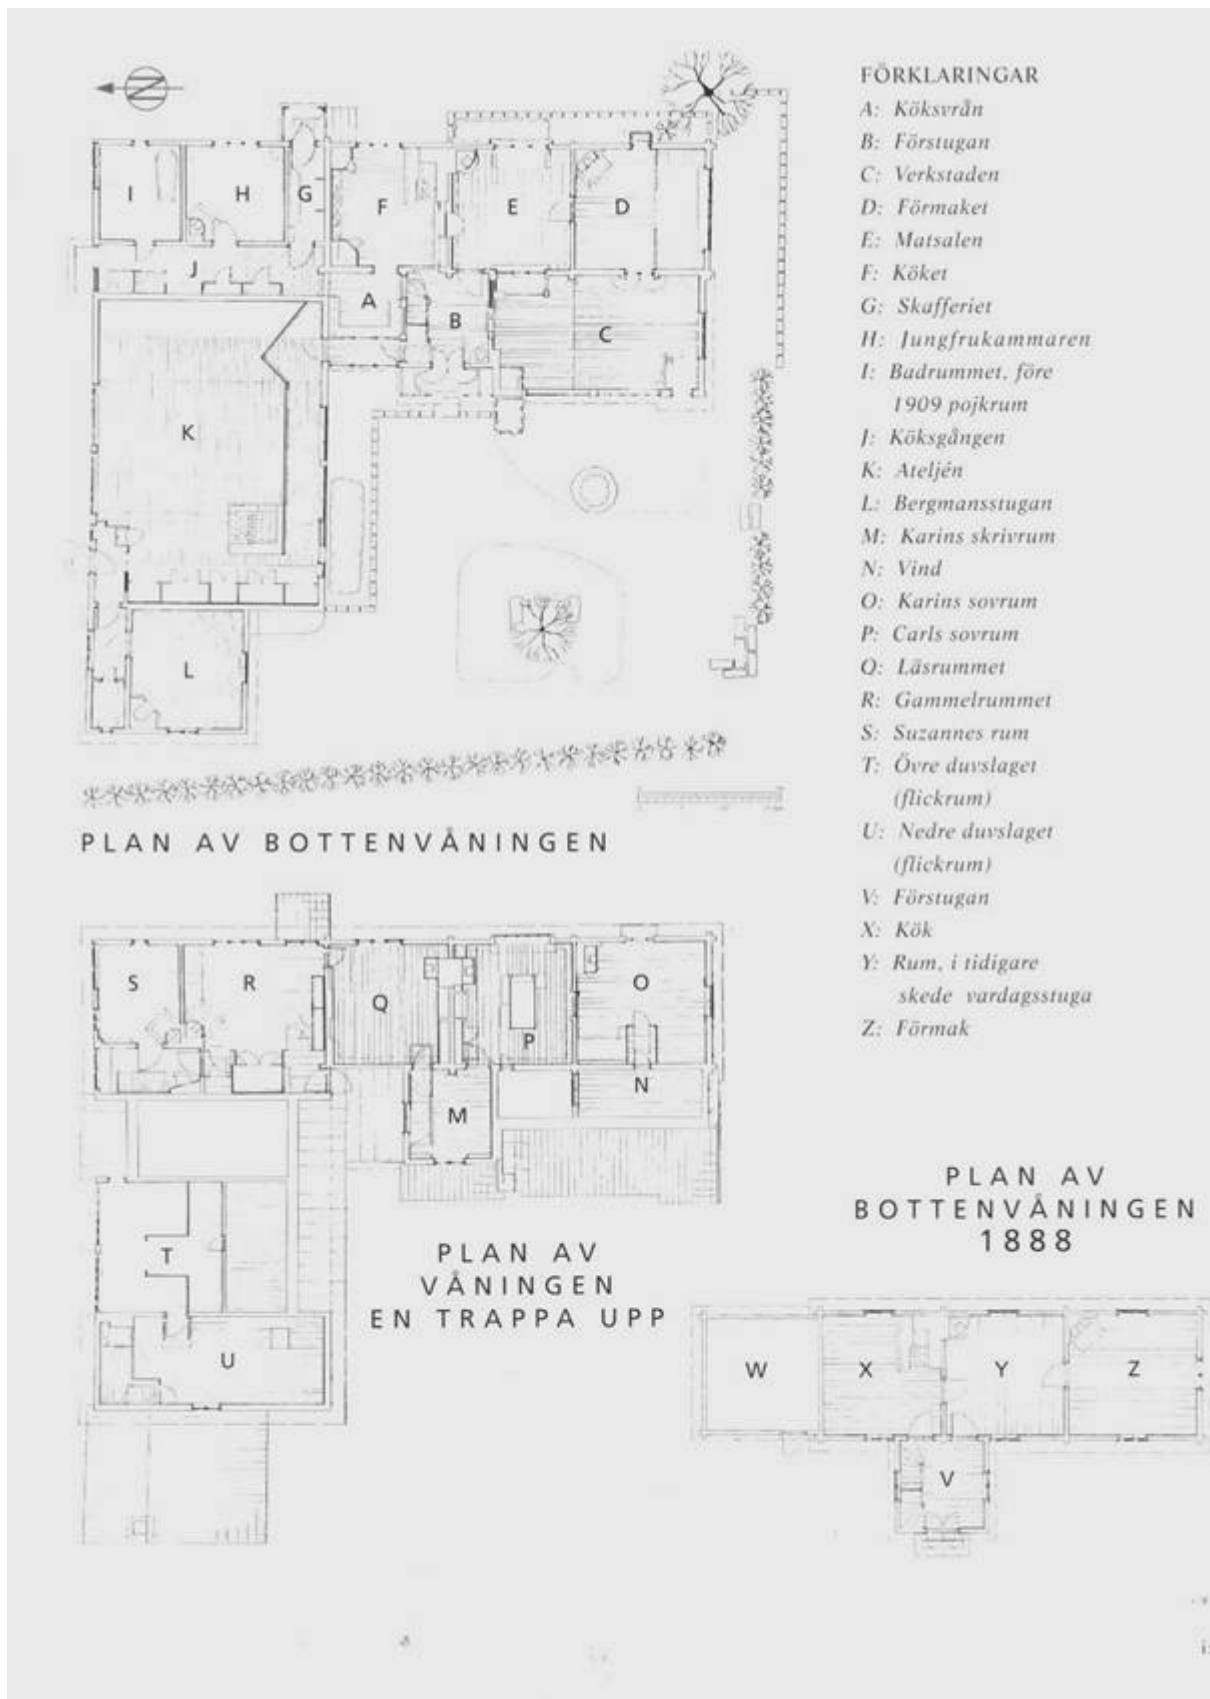 N
FÖRKLARINGAR
A: Köksvrån
B: Förstugan
C: Verkstaden
D: Förmaket
E: Matsalen
F: Köket
G: Skafferiet
H: Jungfrukammaren
I: Badrummet, före
1909 pojkrum
J: Köksgången
K: Ateljén
L: Bergmansstugan
M: Karins skrivrum
N: Vind
O: Karins sovrum
P: Carls sovrum
Q: Läsrummet
R: Gammelrummet
S: Suzannes rum
T: Övre duvslaget
(flickrum)
U: Nedre duvslaget
(flickrum)
V: Förstugan
X: Kök
Y: Rum, i tidigare
skede vardagsstuga
Z: Förmak
I
H
G
F
E
D
J
A
B
C
K
L
PLAN AV BOTTENVÅNINGEN
S
R
Q
P
O
N
M
T
U
PLAN AV
VÅNINGEN
EN TRAPPA UPP
PLAN AV
BOTTENVÅNINGEN
1888
W
X
Y
Z
V